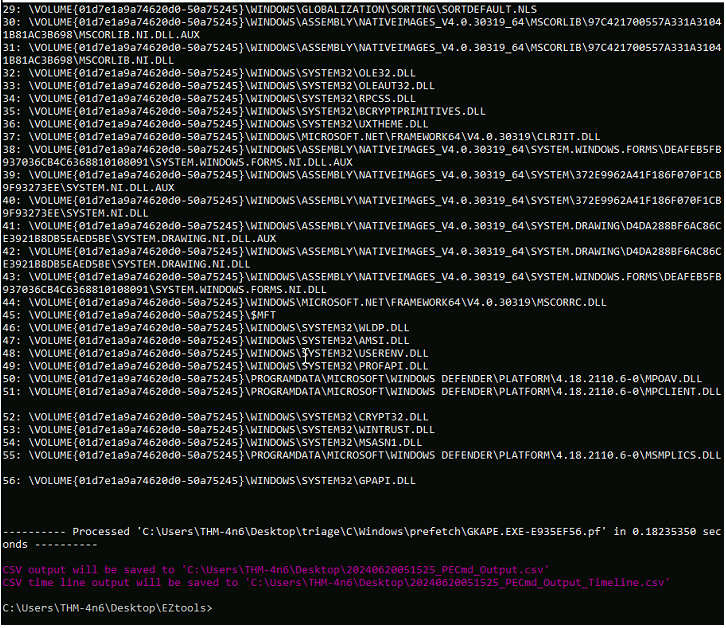 29: \VOLUME{01d7e1a9a74620d0-50a75245}\WINDOWS\GLOBALIZATION\SORTING\SORTDEFAULT.NLS
30: \VOLUME{01d7e1a9a74620d0-50a75245}\WINDOWS\ASSEMBLY\NATIVEIMAGES_V4.0.30319_64\MSCORLIB\97C421700557A331A3104
1B81AC3B698\MSCORLIB.NI.DLL.AUX
31: \VOLUME{01d7e1a9a74620d0-50a75245}\WINDOWS\ASSEMBLY\NATIVEIMAGES_V4.0.30319_64\MSCORLIB\97C421700557A331A3104
1B81AC3B698\MSCORLIB.NI.DLL
32: \VOLUME{01d7e1a9a74620d0-50a75245}\WINDOWS\SYSTEM32\OLE32.DLL
33: \VOLUME{01d7e1a9a74620d0-50a75245}\WINDOWS\SYSTEM32\OLEAUT32.DLL
34: \VOLUME{01d7e1a9a74620d0-50a75245}\WINDOWS\SYSTEM32\RPCSS.DLL
35: \VOLUME{01d7e1a9a74620d0-50a75245}\WINDOWS\SYSTEM32\BCRYPTPRIMITIVES.DLL
36: \VOLUME{01d7e1a9a74620d0-50a75245}\WINDOWS\SYSTEM32\UXTHEME.DLL
37: \VOLUME{01d7e1a9a74620d0-50a75245}\WINDOWS\MICROSOFT.NET\FRAMEWORK64\V4.0.30319\CLRJIT.DLL
38: \VOLUME{01d7e1a9a74620d0-50a75245}\WINDOWS\ASSEMBLY\NATIVEIMAGES_V4.0.30319_64\SYSTEM.WINDOWS.FORMS\DEAFEB5FB
937036CB4C6368810108091\SYSTEM.WINDOWS.FORMS.NI.DLL.AUX
39: \VOLUME{01d7e1a9a74620d0-50a75245}\WINDOWS\ASSEMBLY\NATIVEIMAGES_V4.0.30319_64\SYSTEM\372E9962A41F186F070F1CB
9F93273EE\SYSTEM.NI.DLL.AUX
40: \VOLUME{01d7e1a9a74620d0-50a75245}\WINDOWS\ASSEMBLY\NATIVEIMAGES_V4.0.30319_64\SYSTEM\372E9962A41F186F070F1CB
9F93273EE\SYSTEM.NI.DLL
41: \VOLUME{01d7e1a9a74620d0-50a75245}\WINDOWS\ASSEMBLY\NATIVEIMAGES_V4.0.30319_64\SYSTEM.DRAWING\D4DA288BF6AC86C
E3921B8DB5EAED5BE\SYSTEM.DRAWING.NI.DLL.AUX
42: \VOLUME{01d7e1a9a74620d0-50a75245}\WINDOWS\ASSEMBLY\NATIVEIMAGES_V4.0.30319_64\SYSTEM.DRAWING\D4DA288BF6AC86C
E3921B8DB5EAED5BE\SYSTEM.DRAWING.NI.DLL
43: \VOLUME{01d7e1a9a74620d0-50a75245}\WINDOWS\ASSEMBLY\NATIVEIMAGES_V4.0.30319_64\SYSTEM.WINDOWS.FORMS\DEAFEB5FB
937036CB4C6368810108091\SYSTEM.WINDOWS.FORMS.NI.DLL
44: \VOLUME{01d7e1a9a74620d0-50a75245}\WINDOWS\MICROSOFT.NET\FRAMEWORK64\V4.0.30319\MSCORRC.DLL
45: \VOLUME{01d7e1a9a74620d0-50a75245}\$MFT
46: \VOLUME{01d7e1a9a74620d0-50a75245}\WINDOWS\SYSTEM32\WLDP.DLL
47: \VOLUME{01d7e1a9a74620d0-50a75245}\WINDOWS\SYSTEM32\AMSI.DLL
48: \VOLUME{01d7e1a9a74620d0-50a75245}\WINDOWS\SYSTEM32\USERENV.DLL
49: \VOLUME{01d7e1a9a74620d0-50a75245}\WINDOWS\SYSTEM32\PROFAPI.DLL
50: \VOLUME{01d7e1a9a74620d0-50a75245}\PROGRAMDATA\MICROSOFT\WINDOWS DEFENDER\PLATFORM\4.18.2110.6-0\MPOAV.DLL
51: \VOLUME{01d7e1a9a74620d0-50a75245}\PROGRAMDATA\MICROSOFT\WINDOWS DEFENDER\PLATFORM\4.18.2110.6-0\MPCLIENT.DLL
52: \VOLUME{01d7e1a9a74620d0-50a75245}\WINDOWS\SYSTEM32\CRYPT32.DLL
53: \VOLUME{01d7e1a9a74620d0-50a75245}\WINDOWS\SYSTEM32\WINTRUST.DLL
54: \VOLUME{01d7e1a9a74620d0-50a75245}\WINDOWS\SYSTEM32\MSASN1.DLL
55: \VOLUME{01d7e1a9a74620d0-50a75245}\PROGRAMDATA\MICROSOFT\WINDOWS DEFENDER\PLATFORM\4.18.2110.6-0\MSMPLICS.DLL
56: \VOLUME{01d7e1a9a74620d0-50a75245}\WINDOWS\SYSTEM32\GPAPI.DLL
---------- Processed 'C:\Users\THM-4n6\Desktop\triage\C\Windows\prefetch\GKAPE.EXE-E935EF56.pf' in 0.18235350 sec
onds ----------
CSV output will be saved to 'C:\Users\THM-4n6\Desktop\20240620051525_PECmd_Output.csv'
CSV time line output will be saved to 'C:\Users\THM-4n6\Desktop\20240620051525_PECmd_Output_Timeline.csv'
C:\Users\THM-4n6\Desktop\EZtools>